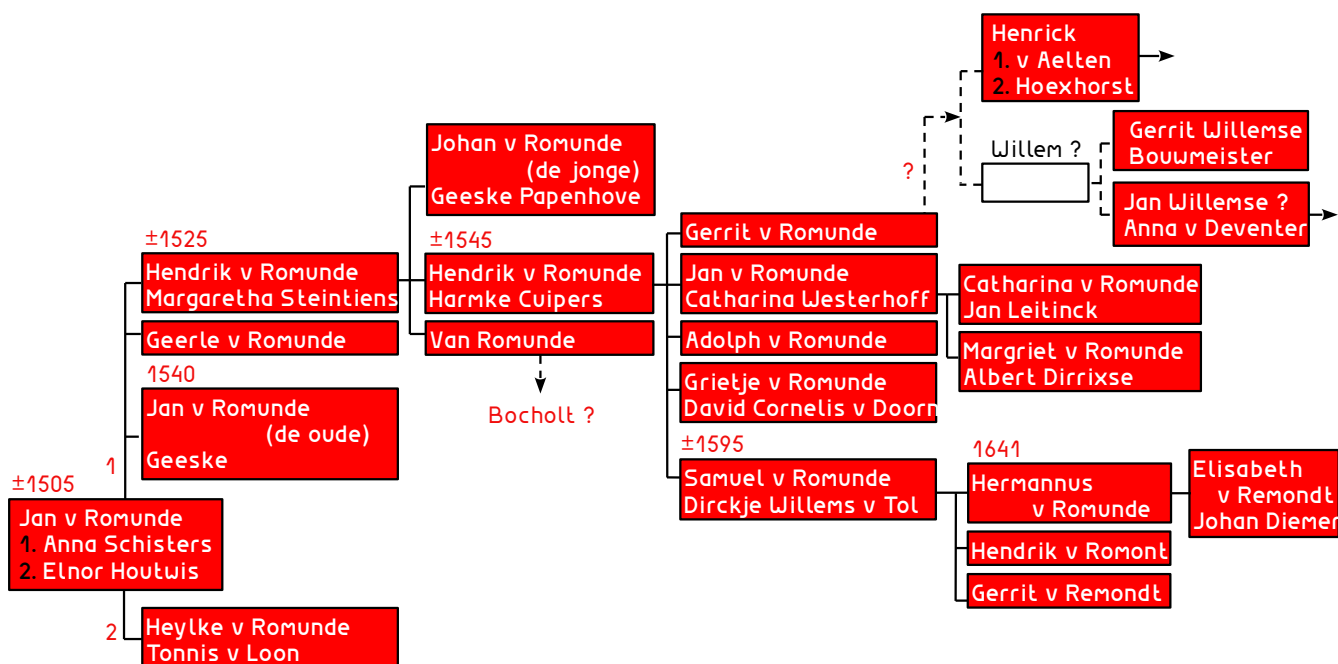 Henrick
1. v Aelten
2. Hoexhorst
Willem ?
Gerrit Willemse
Bouwmeister
Jan Willemse ?
Anna v Deventer
?
Johan v Romunde
(de jonge)
Geeske Papenhove
±1525
Hendrik v Romunde
Margaretha Steintiens
Geerle v Romunde
1540
Jan v Romunde
(de oude)
Geeske
1
±1505
Jan v Romunde
1. Anna Schisters
2. Elnor Houtwis
2
Heylke v Romunde
Tonnis v Loon
±1545
Hendrik v Romunde
Harmke Cuipers
Van Romunde
Bocholt ?
Gerrit v Romunde
Jan v Romunde
Catharina Westerhoff
Adolph v Romunde
Grietje v Romunde
David Cornelis v Doorn
±1595
Samuel v Romunde
Dirckje Willems v Tol
Catharina v Romunde
Jan Leitinck
Margriet v Romunde
Albert Dirrixse
1641
Hermannus
v Romunde
Hendrik v Romont
Gerrit v Remondt
Elisabeth
v Remondt
Johan Diemer